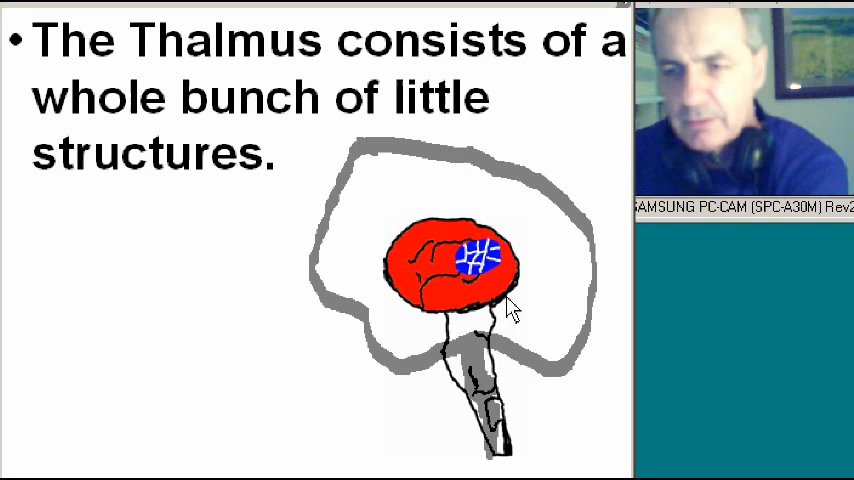 • The Thalmus consists of a
whole bunch of little
structures.
SAMSUNG PC-CAM (SPC-A30M) Rev2